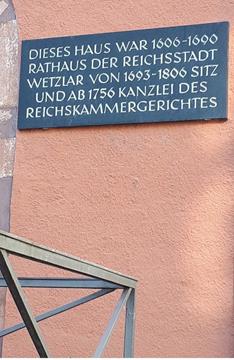 DIESES HAUS WAR 1606-1690
RATHAUS DER REICHSSTADT
WETZLAR VON 1693-1806 SITZ
UND AB 1756 KANZLEI DES
REICHSKAMMERGERICHTES